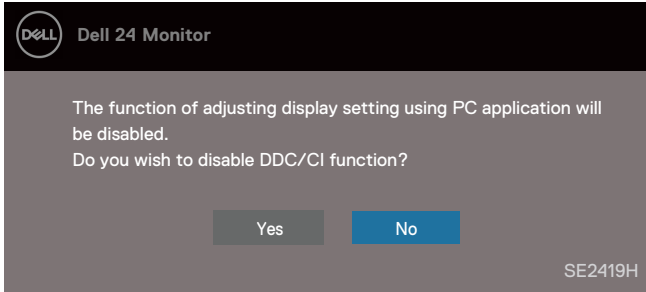 DELL
Dell 24 Monitor
The function of adjusting display setting using PC application will
be disabled.
Do you wish to disable DDC/CI function?
Yes
No
SE2419H